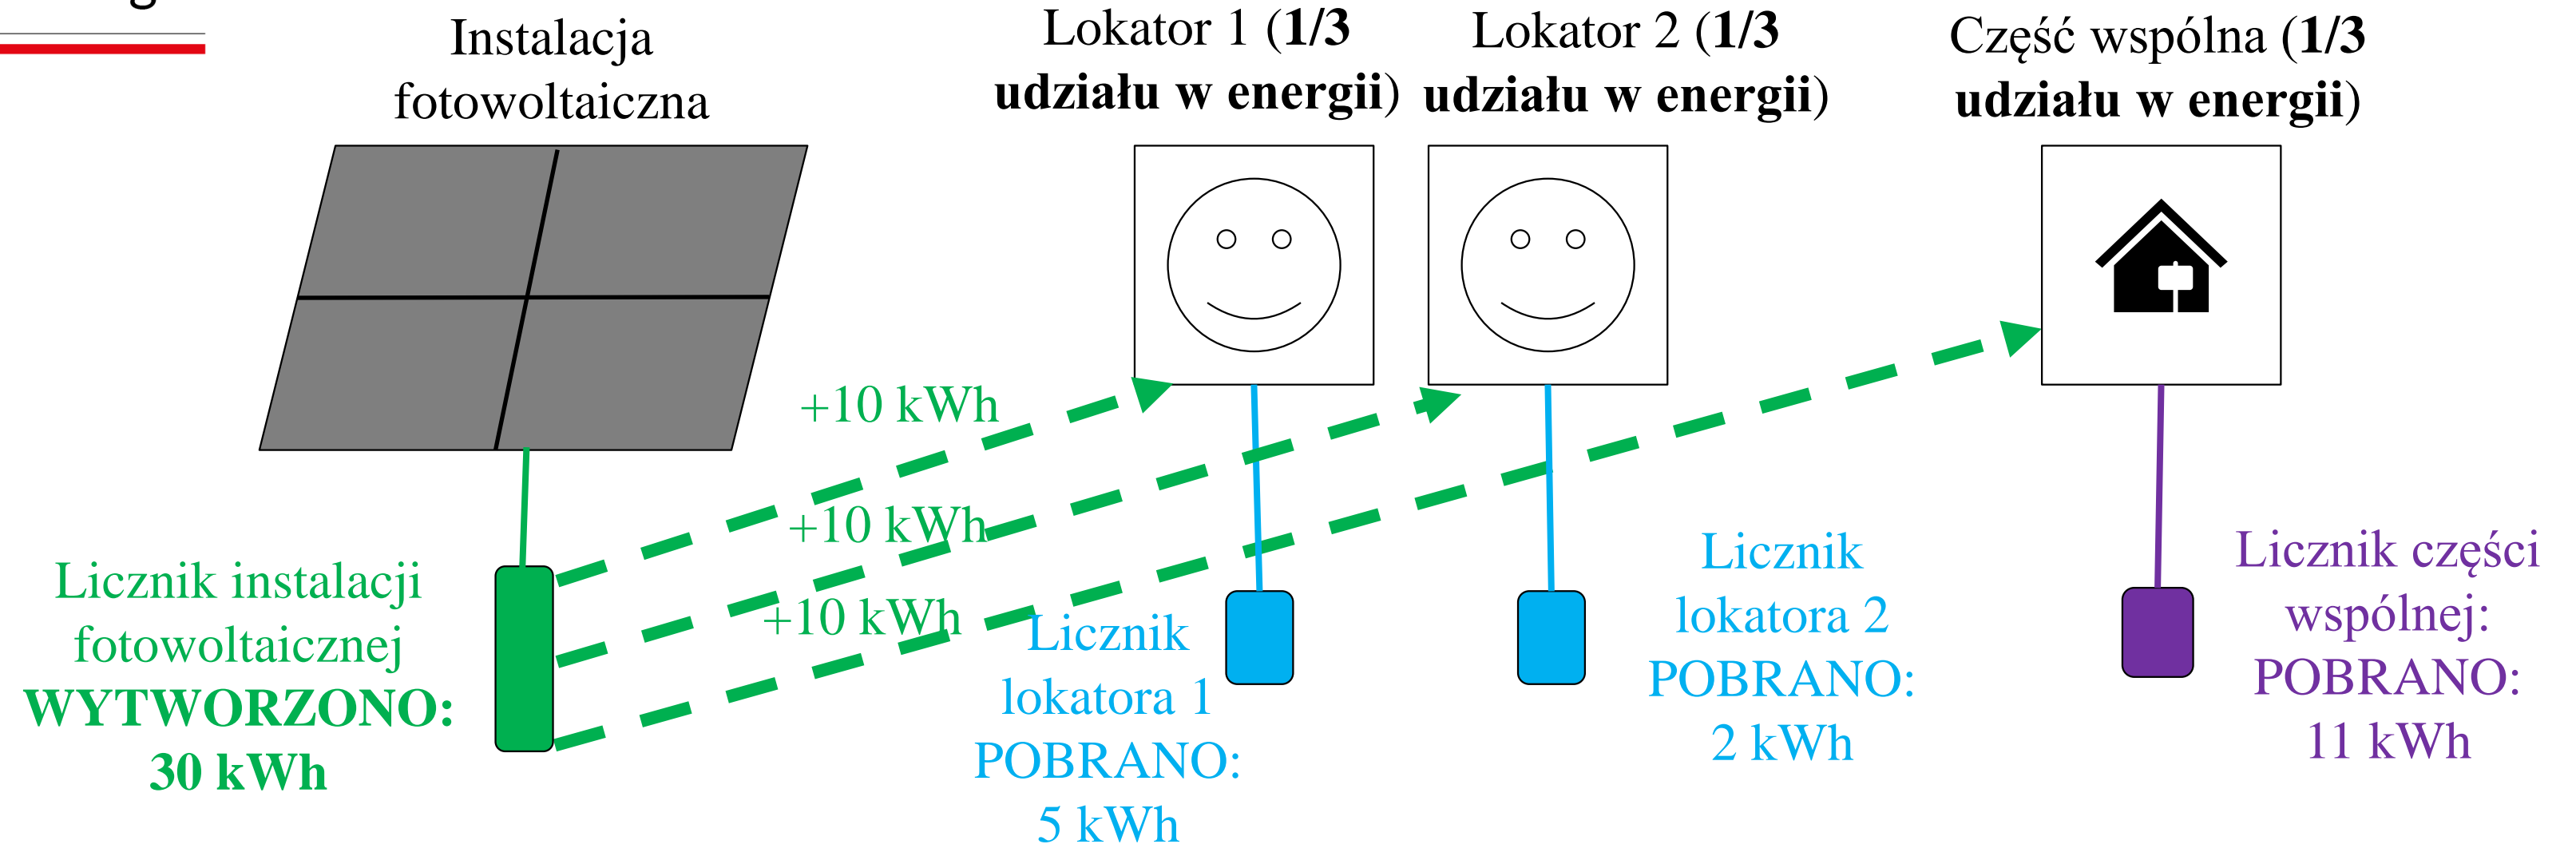 Instalacja
fotowoltaiczna
Lokator 1 (1/3
udziału w energii)
Lokator 2 (1/3
udziału w energii)
Część wspólna (1/3
udziału w energii)
+10 kWh
+10 kWh
+10 kWh
Licznik instalacji
fotowoltaicznej
WYTWORZONO:
30 kWh
Licznik
lokatora 1
POBRANO:
5 kWh
Licznik
lokatora 2
POBRANO:
2 kWh
Licznik części
wspólnej:
POBRANO:
11 kWh